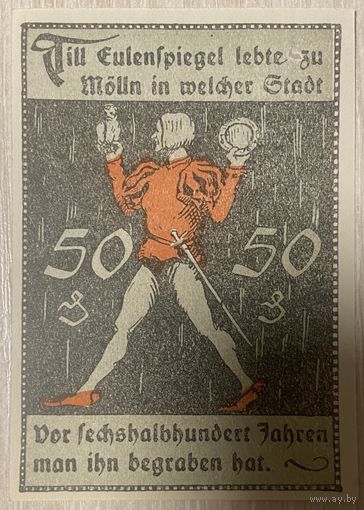 Till Eulenſpiegel lebte zu
Mölln in welcher Stadt
50 50
₰ ₰
Vor ſechshalbhundert Jahren
man ihn begraben hat.
ay.by